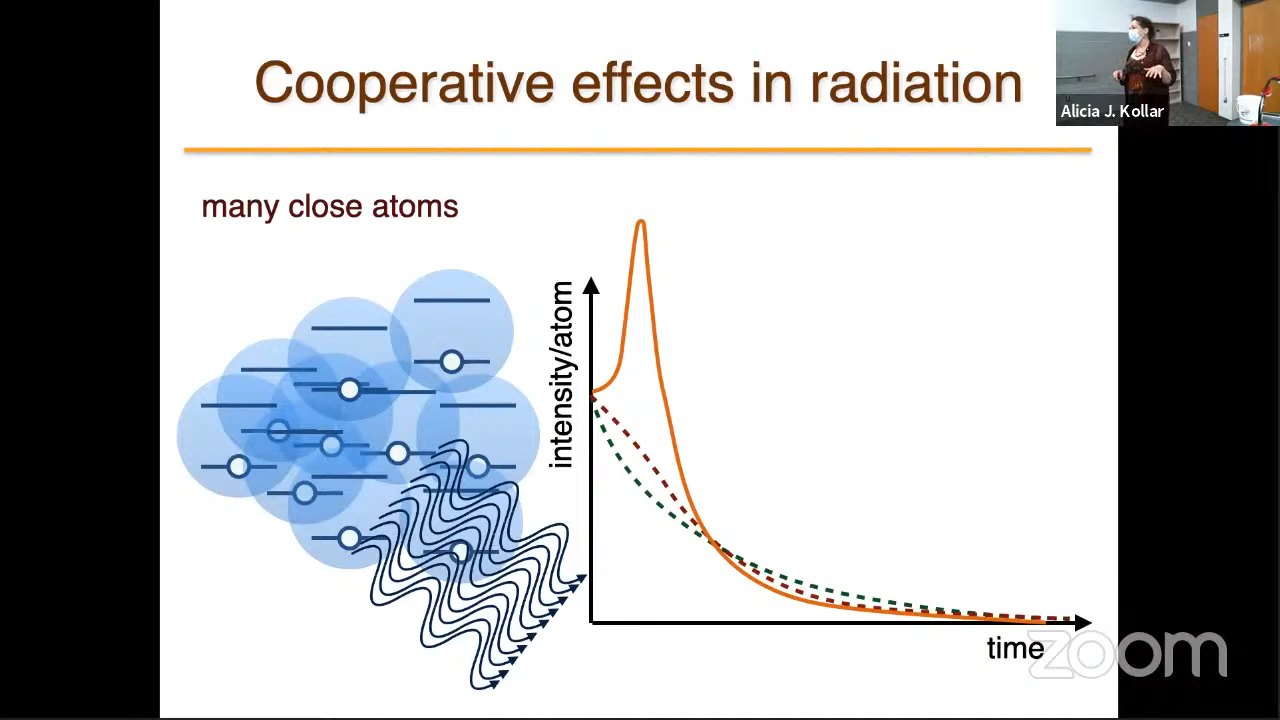 Cooperative effects in radiation
Alicia J. Kollar
many close atoms
intensity/atom
time
zoom